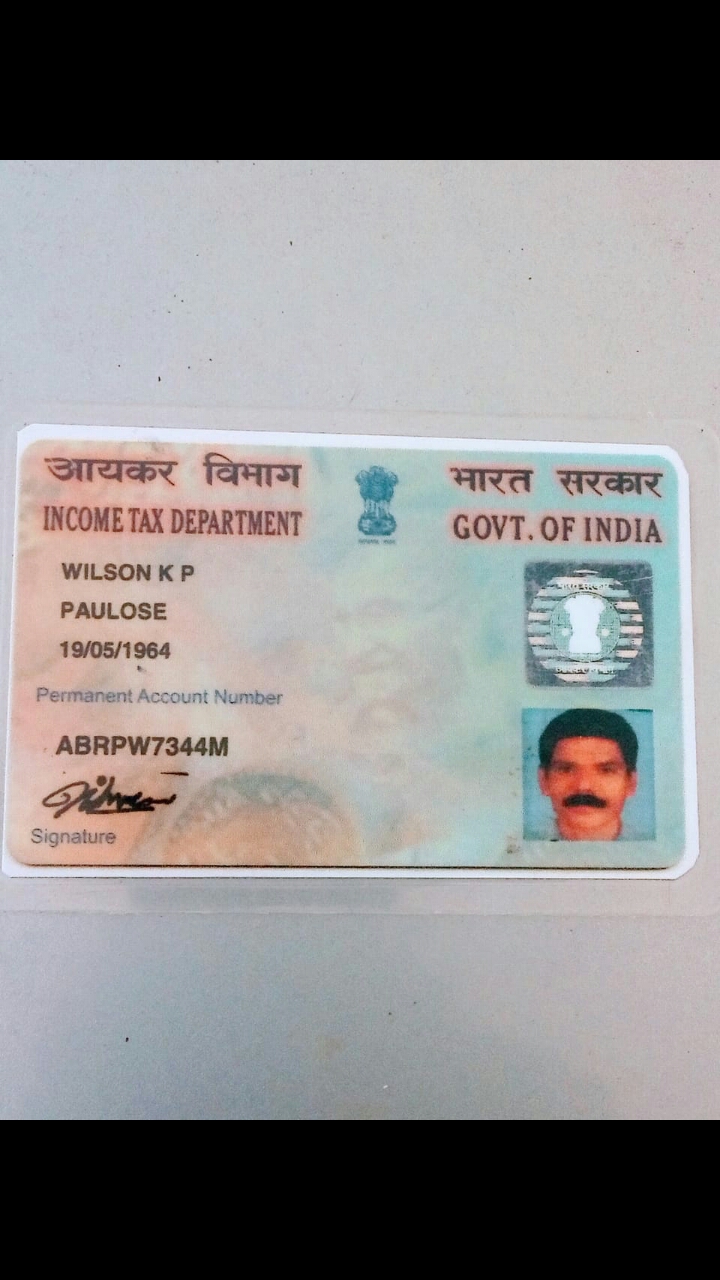 आयकर विभाग
INCOME TAX DEPARTMENT
भारत सरकार
GOVT. OF INDIA
WILSON K P
PAULOSE
19/05/1964
Permanent Account Number
ABRPW7344M
Signature